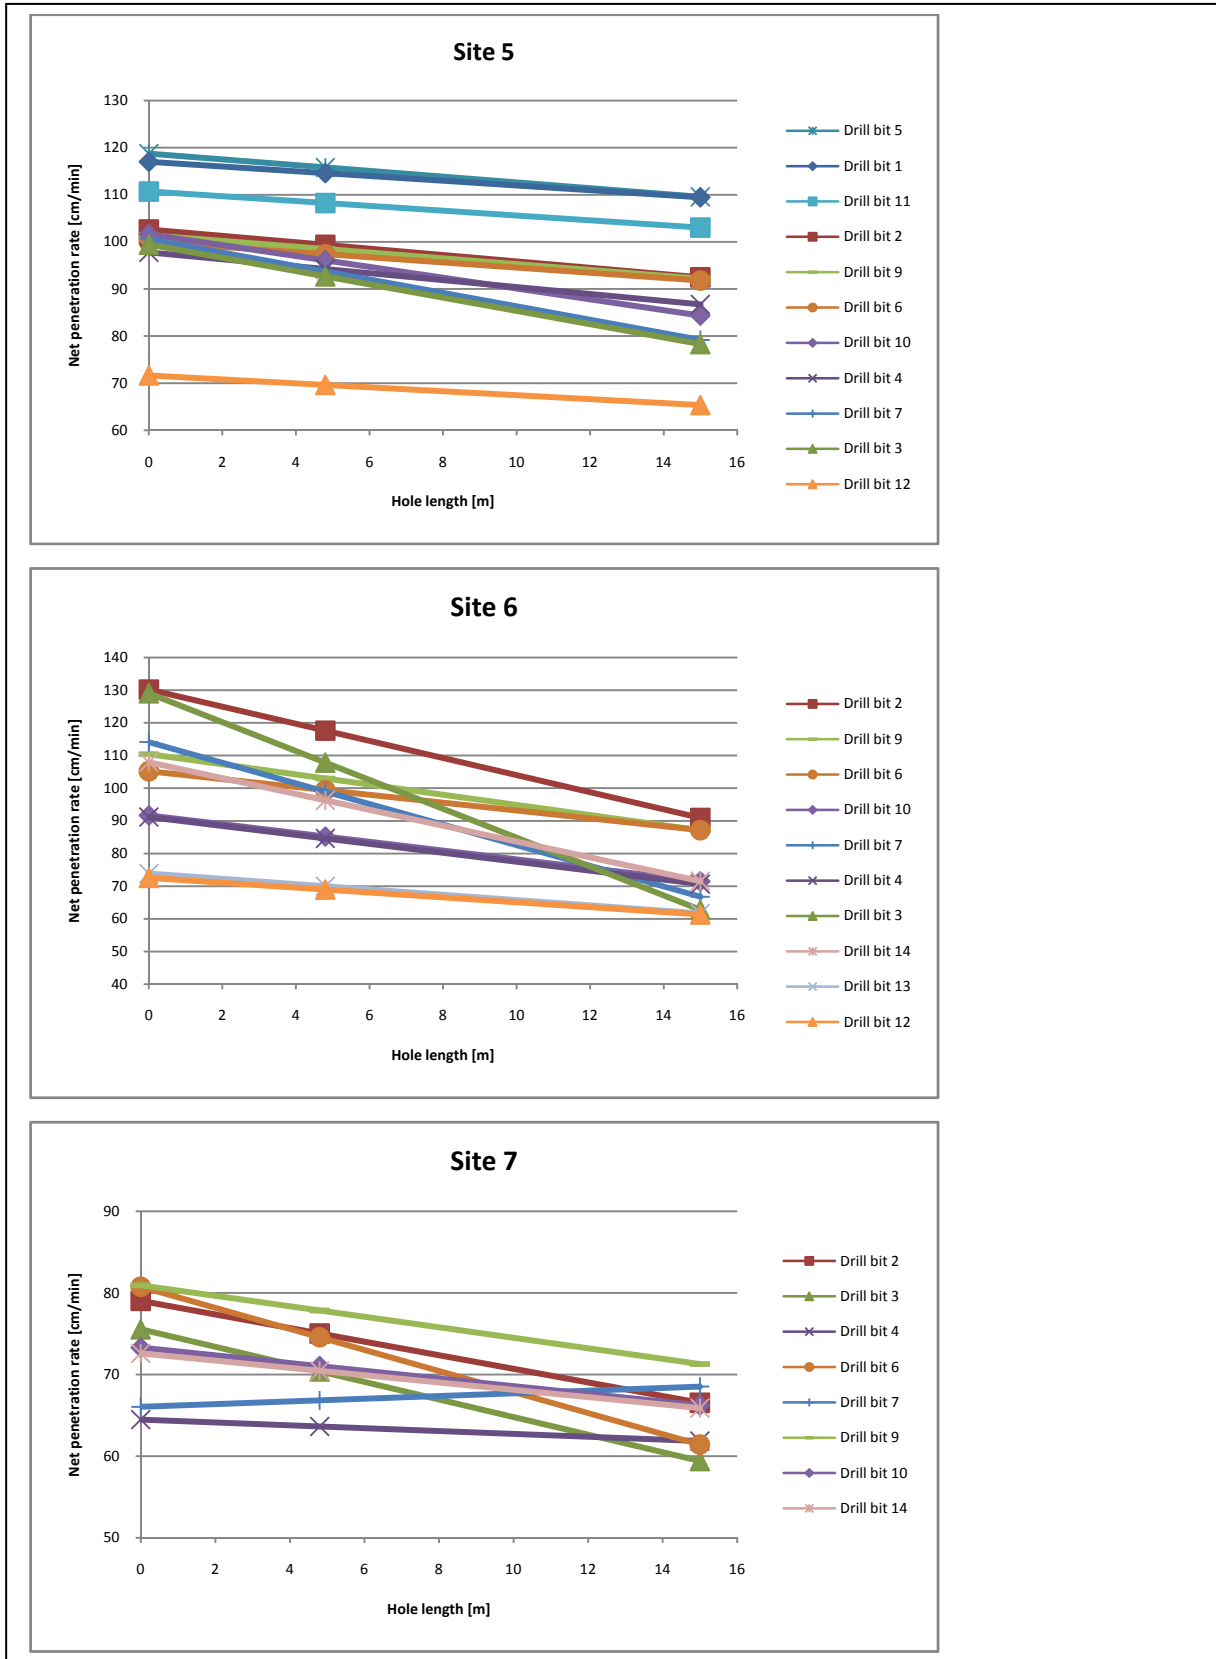 Site 5
Net penetration rate [cm/min]
130
120
110
100
90
80
70
60
0 2 4 6 8 10 12 14 16
Hole length [m]
Drill bit 5
Drill bit 1
Drill bit 11
Drill bit 2
Drill bit 9
Drill bit 6
Drill bit 10
Drill bit 4
Drill bit 7
Drill bit 3
Drill bit 12
Site 6
Net penetration rate [cm/min]
140
130
120
110
100
90
80
70
60
50
40
0 2 4 6 8 10 12 14 16
Hole length [m]
Drill bit 2
Drill bit 9
Drill bit 6
Drill bit 10
Drill bit 7
Drill bit 4
Drill bit 3
Drill bit 14
Drill bit 13
Drill bit 12
Site 7
Net penetration rate [cm/min]
90
80
70
60
50
0 2 4 6 8 10 12 14 16
Hole length [m]
Drill bit 2
Drill bit 3
Drill bit 4
Drill bit 6
Drill bit 7
Drill bit 9
Drill bit 10
Drill bit 14